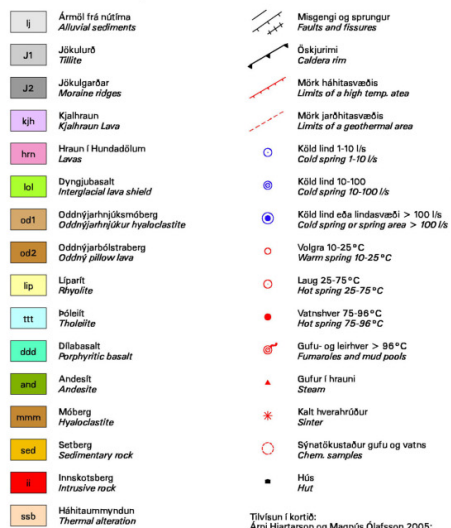 lj
Ármöl frá nútíma
Alluvial sediments
J1
Jökulurð
Tillite
J2
Jökulgarðar
Moraine ridges
kjh
Kjalhraun
Kjalhraun Lava
hrn
Hraun í Hundadölum
Lavas
lol
Dyngjubasalt
Interglacial lava shield
od1
Oddnýjarhnjúksmóberg
Oddnýjarhnjúkur hyaloclastite
od2
Oddnýjarbólstraberg
Oddný pillow lava
lip
Líparít
Rhyolite
ttt
Þóleiít
Tholeiite
ddd
Dílabasalt
Porphyritic basalt
and
Andesít
Andesite
mmm
Móberg
Hyaloclastite
sed
Setberg
Sedimentary rock
Innskotsberg
Intrusive rock
ssb
Háhitaummyndun
Thermal alteration
Misgengi og sprungur
Faults and fissures
Öskjurimi
Caldera rim
Mörk háhitasvæðis
Limits of a high temp. atea
Mörk jarðhitasvæðis
Limits of a geothermal area
Köld lind 1-10 l/s
Cold spring 1-10 l/s
Köld lind 10-100
Cold spring 10-100 l/s
Köld lind eða lindasvæði > 100 l/s
Cold spring or spring area > 100 l/s
Volgra 10-25°C
Warm spring 10-25°C
Laug 25-75°C
Hot spring 25-75°C
Vatnshver 75-96°C
Hot spring 75-96°C
Gufu- og leirhver > 96°C
Fumaroles and mud pools
Gufur í hrauni
Steam
Kalt hverahrúður
Sinter
Sýnatökustaður gufu og vatns
Chem. samples
Hús
Hut
Tilvísun í kortið:
Árni Hjartarson og Magnús Ólafsson 2005: